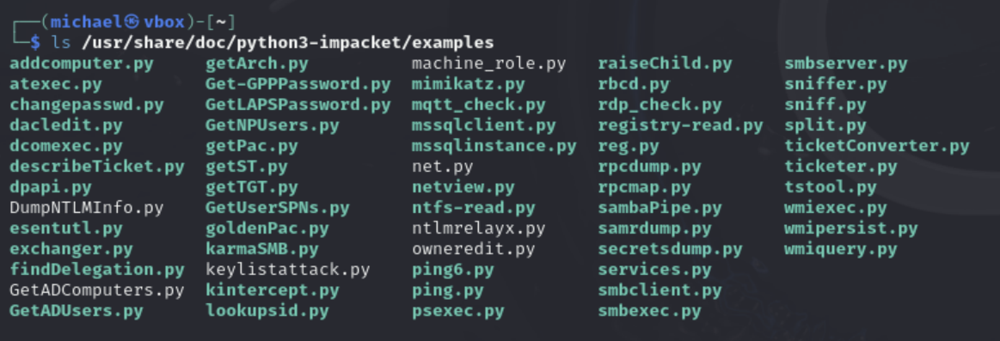 ┌──(michael㉿vbox)-[~]
└─$ ls /usr/share/doc/python3-impacket/examples
addcomputer.py getArch.py machine_role.py raiseChild.py smbserver.py
atexec.py Get-GPPPassword.py mimikatz.py rbcd.py sniffer.py
changepasswd.py GetLAPSPassword.py mqtt_check.py rdp_check.py sniff.py
dacledit.py GetNPUsers.py mssqlclient.py registry-read.py split.py
dcomexec.py getPac.py mssqlinstance.py reg.py ticketConverter.py
describeTicket.py getST.py net.py rpcdump.py ticketer.py
dpapi.py getTGT.py netview.py rpcmap.py tstool.py
DumpNTLMInfo.py GetUserSPNs.py ntfs-read.py sambaPipe.py wmiexec.py
esentutl.py goldenPac.py ntlmrelayx.py samrdump.py wmipersist.py
exchanger.py karmaSMB.py owneredit.py secretsdump.py wmiquery.py
findDelegation.py keylistattack.py ping6.py services.py
GetADComputers.py kintercept.py ping.py smbclient.py
GetADUsers.py lookupsid.py psexec.py smbexec.py